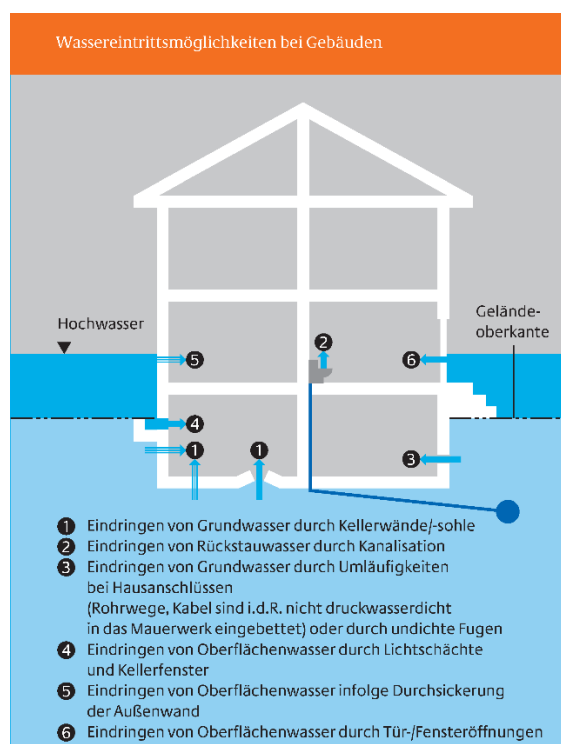 Wassereintrittsmöglichkeiten bei Gebäuden
Hochwasser
Gelände-
oberkante
2
5
6
4
1
1
3
1 Eindringen von Grundwasser durch Kellerwände/-sohle
2 Eindringen von Rückstauwasser durch Kanalisation
3 Eindringen von Grundwasser durch Umläufigkeiten
bei Hausanschlüssen
(Rohrwege, Kabel sind i.d.R. nicht druckwasserdicht
in das Mauerwerk eingebettet) oder durch undichte Fugen
4 Eindringen von Oberflächenwasser durch Lichtschächte
und Kellerfenster
5 Eindringen von Oberflächenwasser infolge Durchsickerung
der Außenwand
6 Eindringen von Oberflächenwasser durch Tür-/Fensteröffnungen